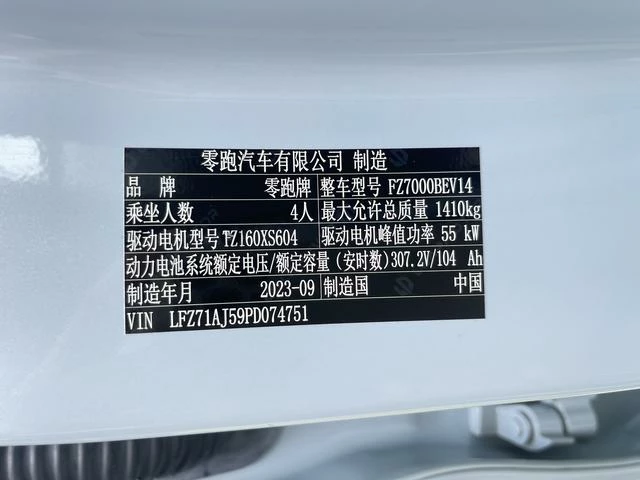 零跑汽车有限公司 制造
品 牌 零跑牌 整车型号 FZ7000BEV14
乘坐人数 4人 最大允许总质量 1410kg
驱动电机型号 TZ160XS604 驱动电机峰值功率 55 kW
动力电池系统额定电压/额定容量(安时数)307.2V/104 Ah
制造年月 2023-09 制造国 中国
VIN LFZ71AJ59PD074751